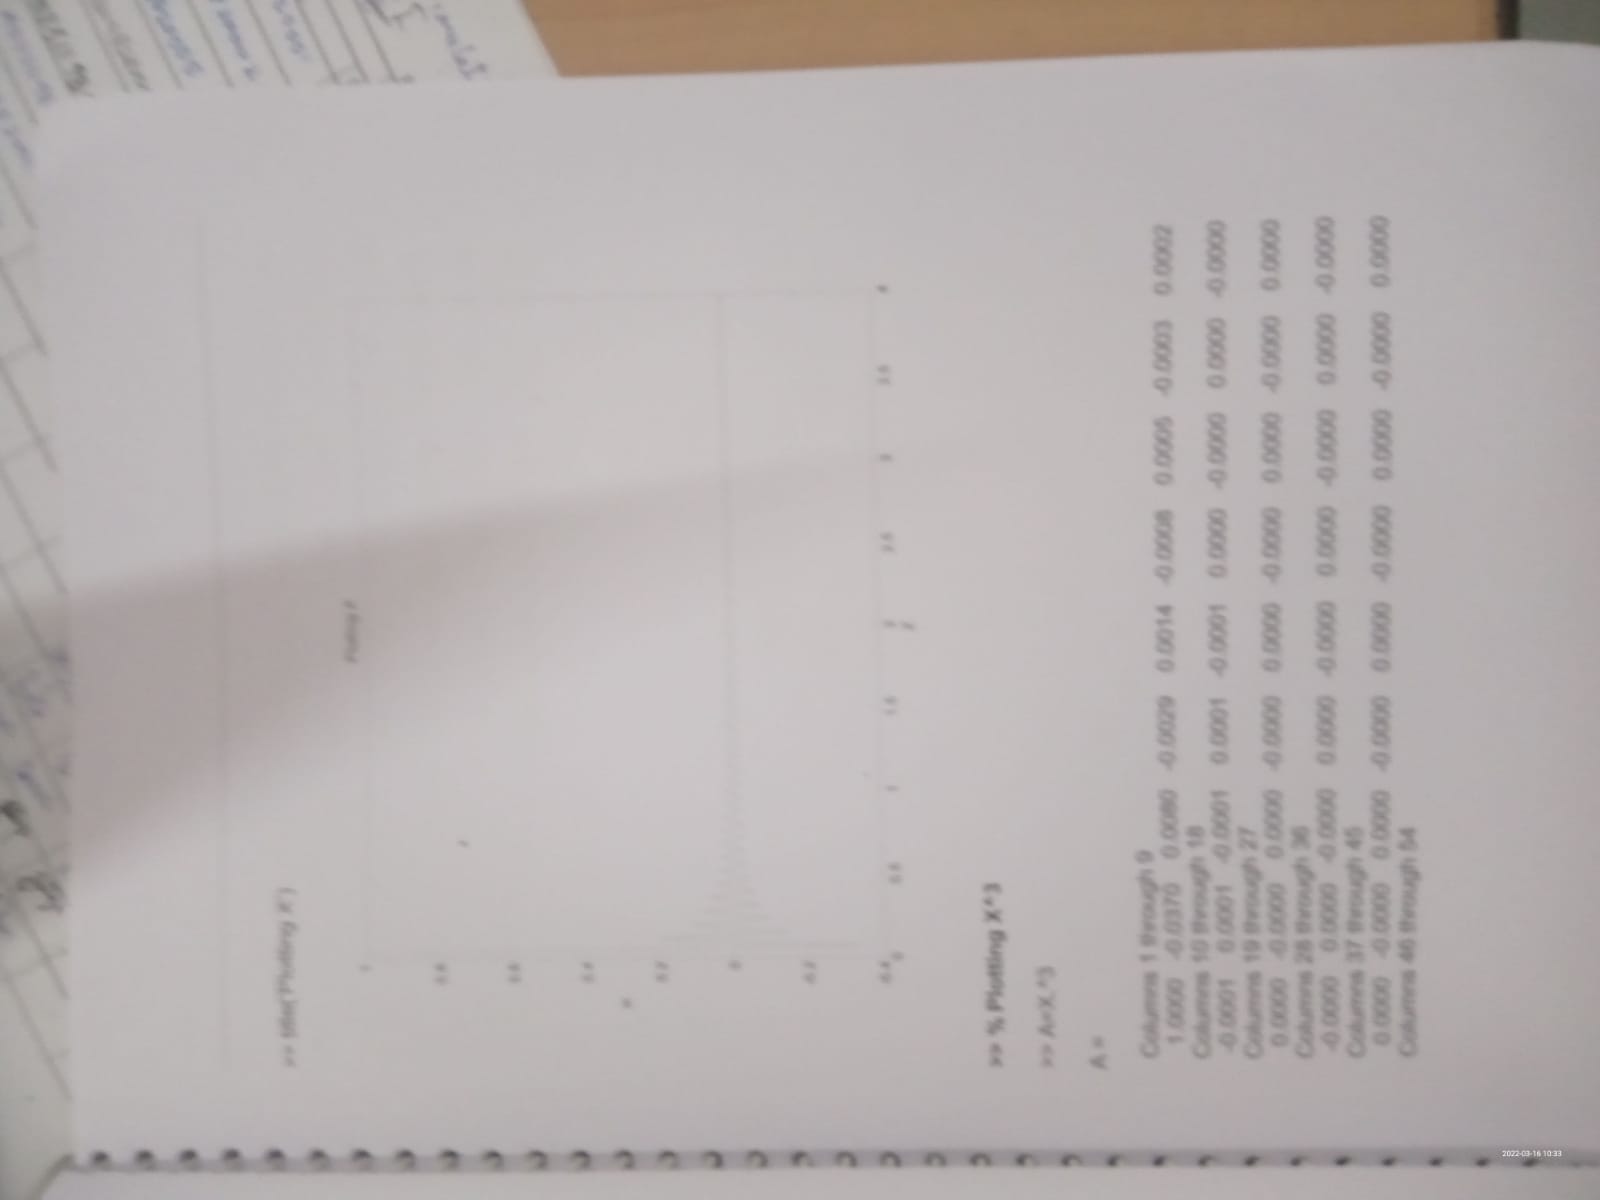 >> title('Plotting X')
Plotting X
1
0.8
0.6
0.4
0.2
0
-0.2
-0.4
0 0.5 1 1.5 2 2.5 3 3.5 4
>> % Plotting X^3
>> A=X.^3
A =
Columns 1 through 9
1.0000 -0.0370 0.0080 -0.0029 0.0014 -0.0008 0.0005 -0.0003 0.0002
Columns 10 through 18
-0.0001 0.0001 -0.0001 0.0001 -0.0001 0.0000 -0.0000 0.0000 -0.0000
Columns 19 through 27
0.0000 -0.0000 0.0000 -0.0000 0.0000 -0.0000 0.0000 -0.0000 0.0000
Columns 28 through 36
-0.0000 0.0000 -0.0000 0.0000 -0.0000 0.0000 -0.0000 0.0000 -0.0000
Columns 37 through 45
0.0000 -0.0000 0.0000 -0.0000 0.0000 -0.0000 0.0000 -0.0000 0.0000
Columns 46 through 54
2022-03-16 10:33